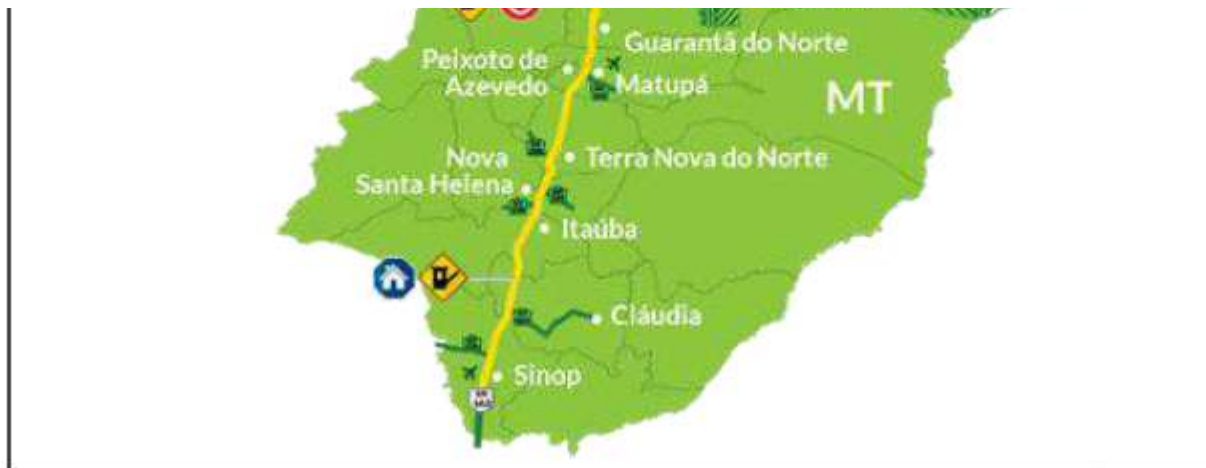 Guarantã do Norte
Peixoto de
Azevedo
Matupá
MT
Nova
Santa Helena
Terra Nova do Norte
Itaúba
Cláudia
Sinop